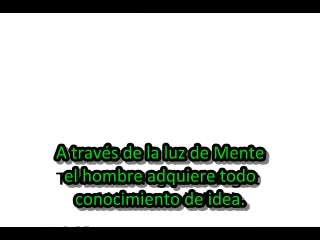 A través de la luz de Mente
el hombre adquiere todo
conocimiento de idea.